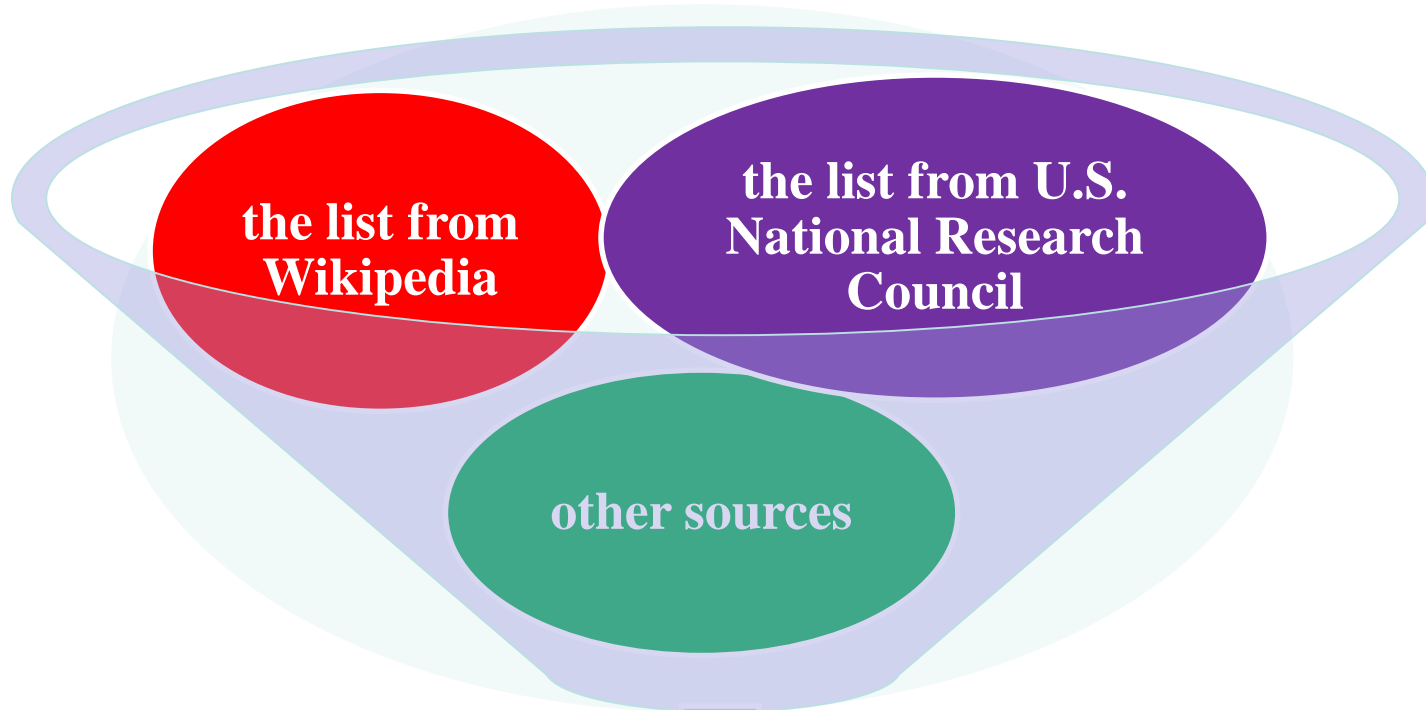 the list from
Wikipedia
the list from U.S.
National Research
Council
other sources